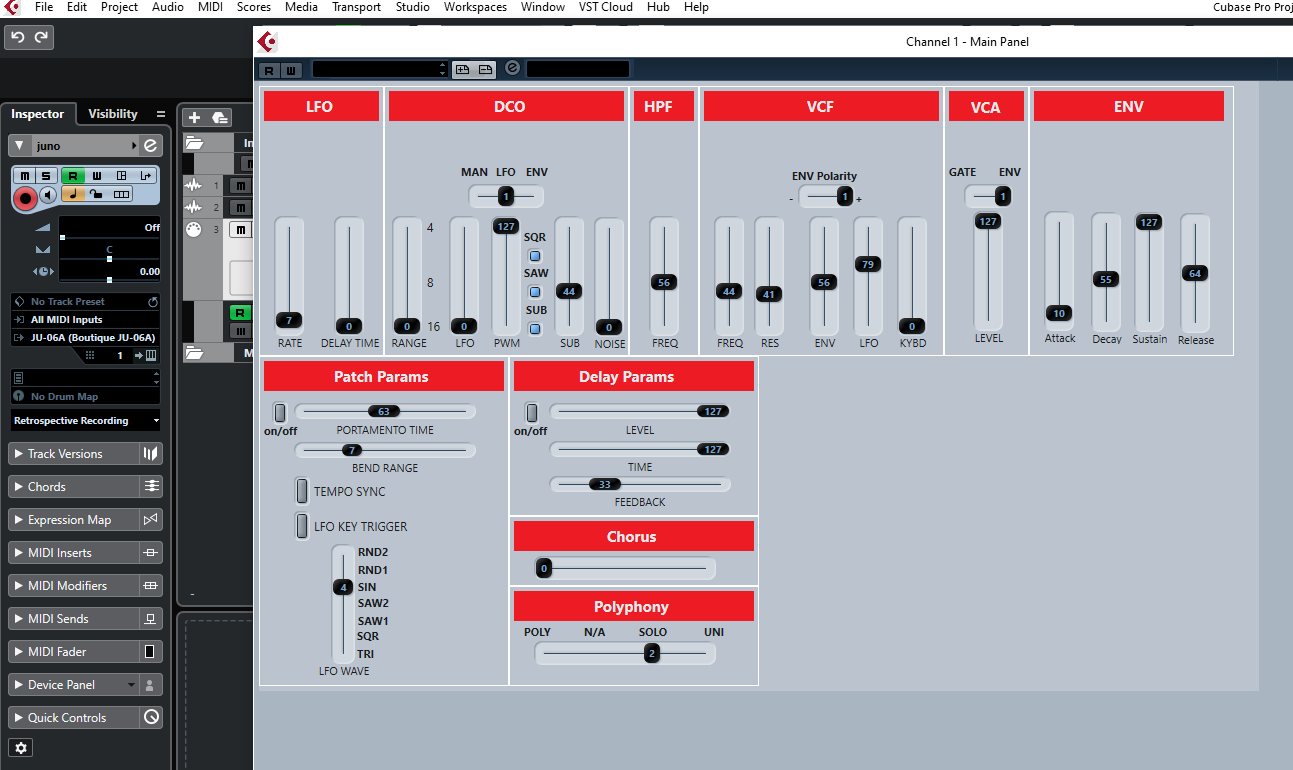 File Edit Project Audio MIDI Scores Media Transport Studio Workspaces Window VST Cloud Hub Help
Cubase Pro Proj
Channel 1 - Main Panel
R W
Inspector Visibility
juno
M S R W
Off
C
0.00
No Track Preset
All MIDI Inputs
JU-06A (Boutique JU-06A)
1
No Drum Map
Retrospective Recording
Track Versions
Chords
Expression Map
MIDI Inserts
MIDI Modifiers
MIDI Sends
MIDI Fader
Device Panel
Quick Controls
In
1 M
2 M
3 M
R
M
LFO DCO HPF VCF VCA ENV
MAN LFO ENV
1
ENV Polarity
- 1 +
GATE ENV
1
7 0
RATE DELAY TIME
0 0 127 44 0
4
8
16
SQR
SAW
SUB
RANGE LFO PWM SUB NOISE
56
FREQ
44 41 56 79 0
FREQ RES ENV LFO KYBD
127
LEVEL
10 55 127 64
Attack Decay Sustain Release
Patch Params
on/off
63
PORTAMENTO TIME
7
BEND RANGE
TEMPO SYNC
LFO KEY TRIGGER
RND2
RND1
4 SIN
SAW2
SAW1
SQR
TRI
LFO WAVE
Delay Params
on/off
127
LEVEL
127
TIME
33
FEEDBACK
Chorus
0
Polyphony
POLY N/A SOLO UNI
2